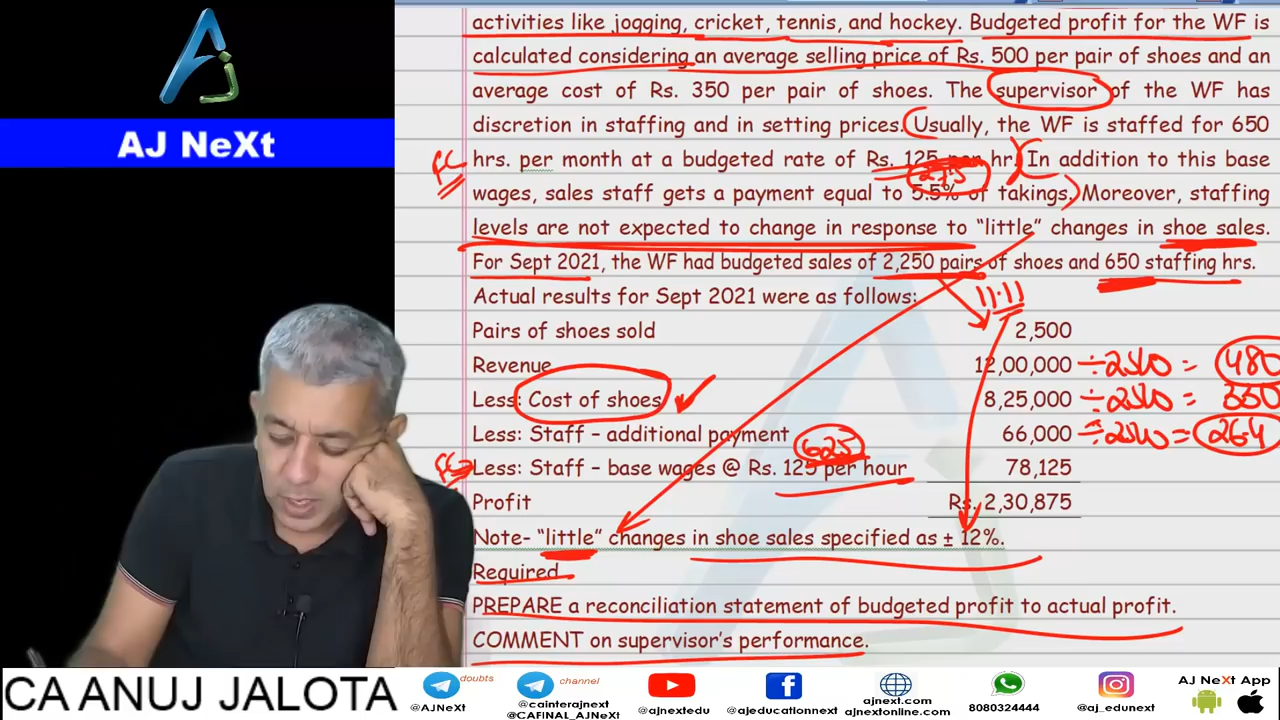 AJ NeXt
activities like jogging, cricket, tennis, and hockey. Budgeted profit for the WF is
calculated considering an average selling price of Rs. 500 per pair of shoes and an
average cost of Rs. 350 per pair of shoes. The supervisor of the WF has
discretion in staffing and in setting prices. Usually, the WF is staffed for 650
hrs. per month at a budgeted rate of Rs. 125 per hr. In addition to this base
wages, sales staff gets a payment equal to 5.5% of takings. Moreover, staffing
levels are not expected to change in response to “little” changes in shoe sales.
For Sept 2021, the WF had budgeted sales of 2,250 pairs of shoes and 650 staffing hrs.
11.11
Actual results for Sept 2021 were as follows:
Pairs of shoes sold 2,500
Revenue 12,00,000 ÷ 2500 = 480
Less: Cost of shoes 8,25,000 ÷ 2500 = 330
Less: Staff – additional payment 66,000 ÷ 2500 = 26.4
625
Less: Staff – base wages @ Rs. 125 per hour 78,125
Profit Rs. 2,30,875
Note- “little” changes in shoe sales specified as ± 12%.
Required
PREPARE a reconciliation statement of budgeted profit to actual profit.
COMMENT on supervisor’s performance.
CA ANUJ JALOTA
doubts
@AJNeXt
channel
@cainterajnext
@CAFINAL_AJNeXt
@ajnextedu
@ajeducationnext
ajnext.com
ajnextonline.com
8080324444
@aj_edunext
AJ NeXt App